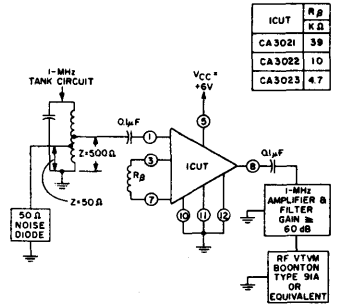 ICUT
Rβ
KΩ
CA3021
39
CA3022
10
CA3023
4.7
1-MHz
TANK CIRCUIT
VCC=
+6V
0.1μF
1
5
Z=500Ω
3
ICUT
8
0.1μF
Rβ
7
10
11
12
Z=50Ω
50Ω
NOISE
DIODE
1-MHz
AMPLIFIER &
FILTER
GAIN ≅
60 dB
RF VTVM
BOONTON
TYPE 91A
OR
EQUIVALENT